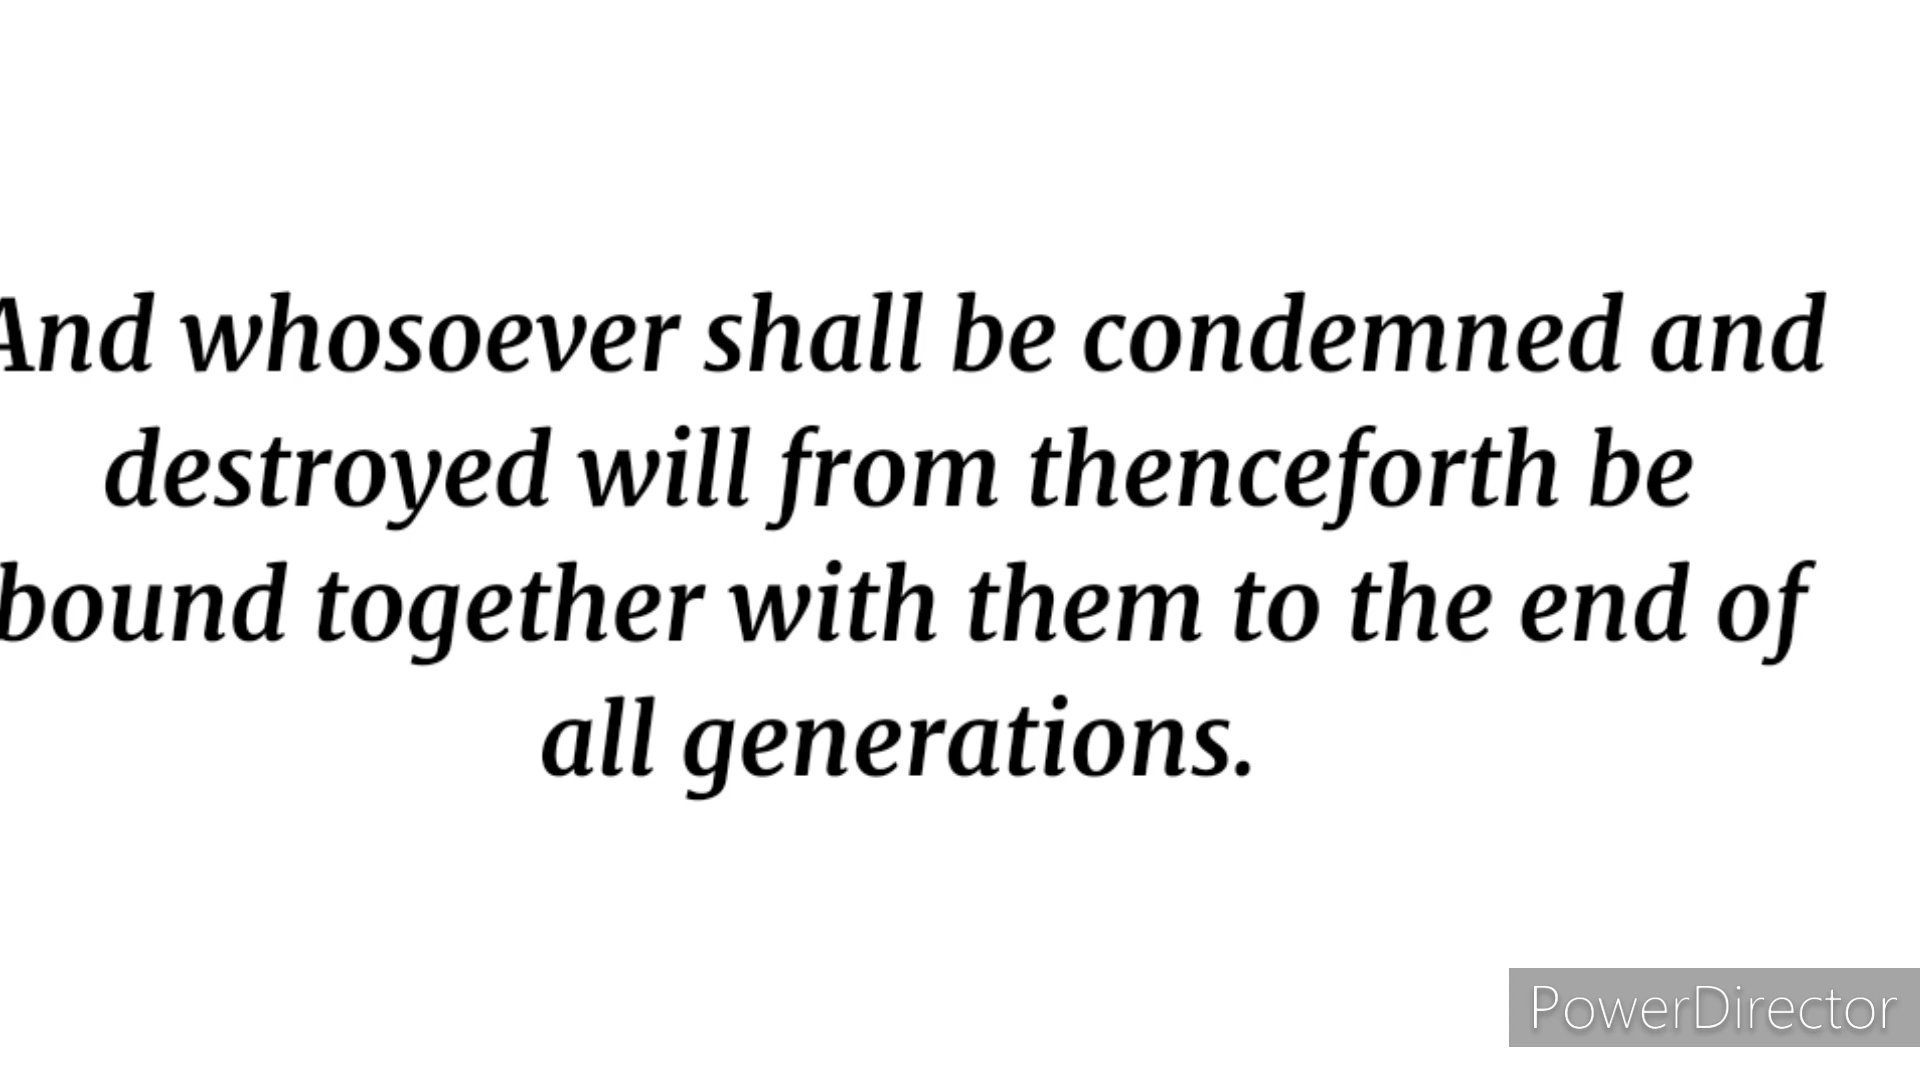 And whosoever shall be condemned and
destroyed will from thenceforth be
bound together with them to the end of
all generations.
PowerDirector